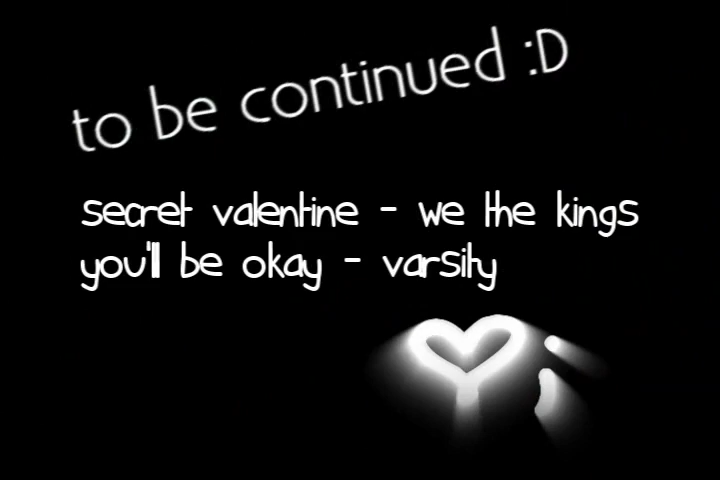 to be continued :D
secret valentine - we the kings
you'll be okay - varsity